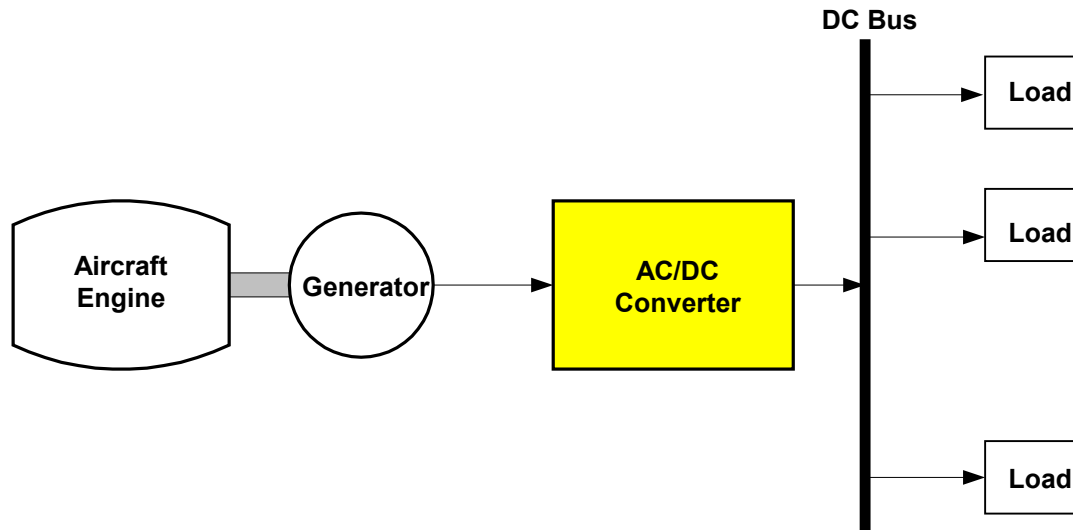 DC Bus
Load
Load
Aircraft
Engine
Generator
AC/DC
Converter
Load